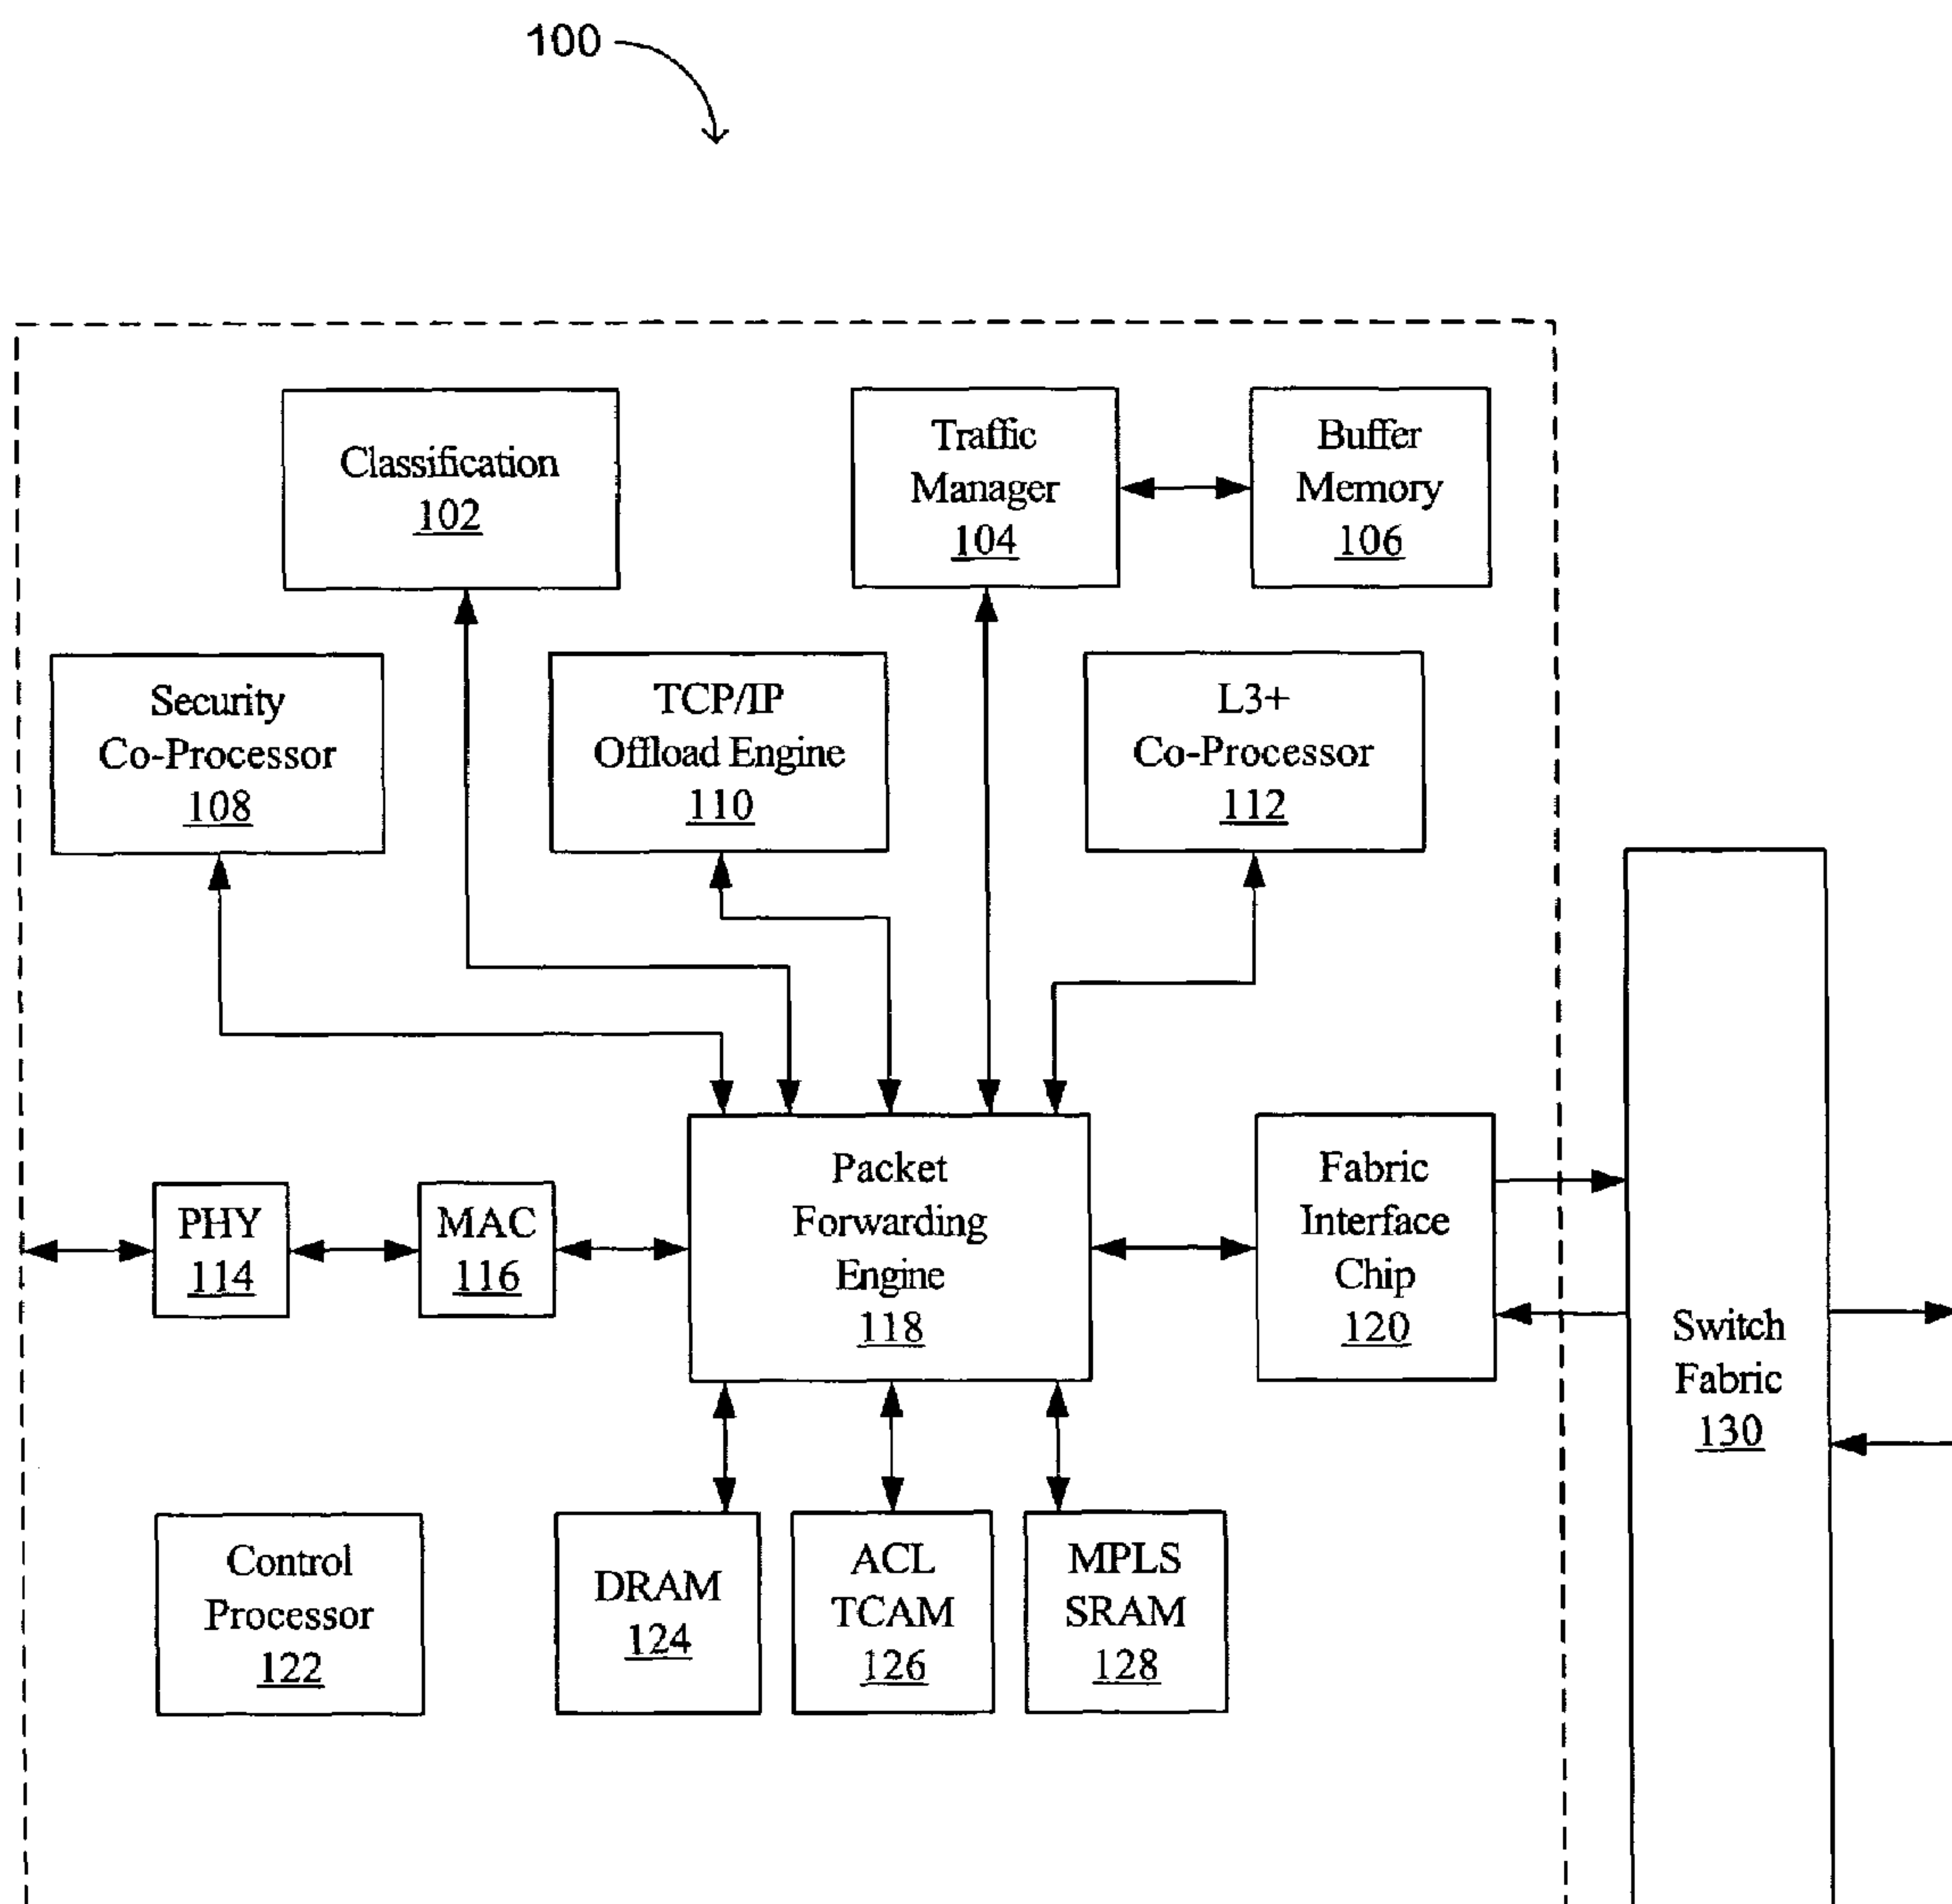 100
Classification
102
Traffic
Manager
104
Buffer
Memory
106
Security
Co-Processor
108
TCP/IP
Offload Engine
110
L3+
Co-Processor
112
PHY
114
MAC
116
Packet
Forwarding
Engine
118
Fabric
Interface
Chip
120
Switch
Fabric
130
Control
Processor
122
DRAM
124
ACL
TCAM
126
MPLS
SRAM
128